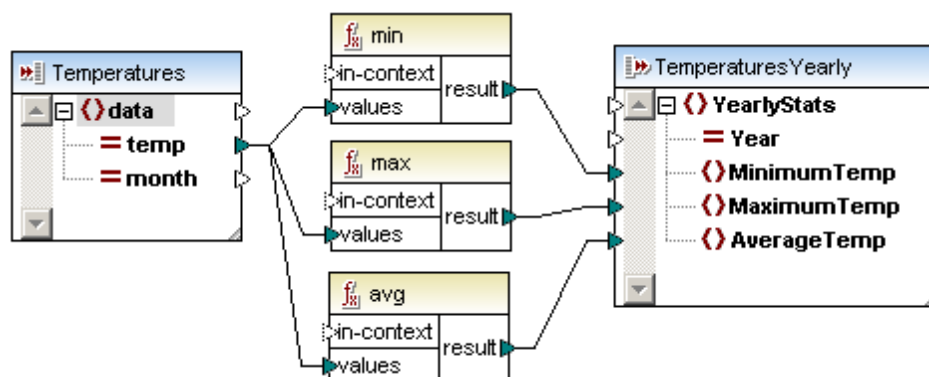 Temperatures
data
temp
month
min
in-context
values
result
max
in-context
values
result
avg
in-context
values
result
TemperaturesYearly
YearlyStats
Year
MinimumTemp
MaximumTemp
AverageTemp